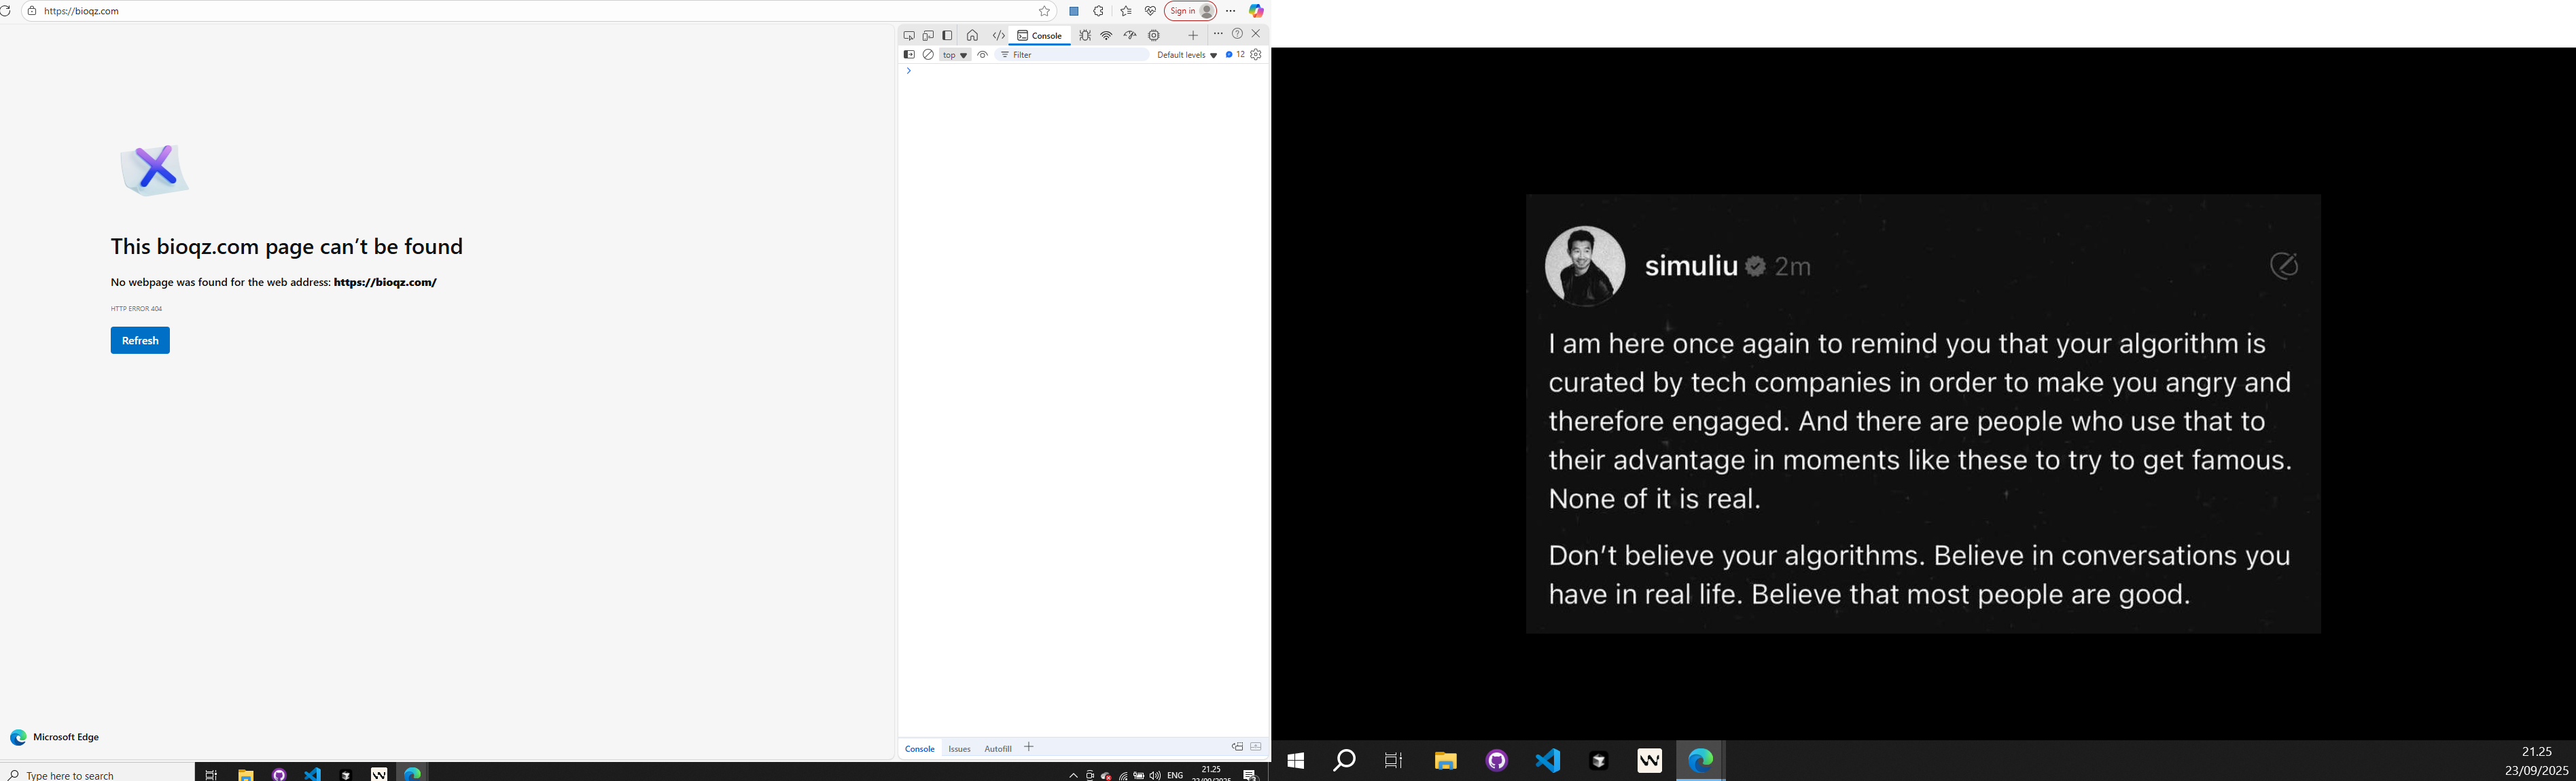 https://bioqz.com
Sign in
Console
top
Filter
Default levels
12
This bioqz.com page can’t be found
No webpage was found for the web address: https://bioqz.com/
HTTP ERROR 404
Refresh
Microsoft Edge
Console Issues Autofill
Type here to search
ENG
21.25
22/09/2025
simuliu 2m
I am here once again to remind you that your algorithm is
curated by tech companies in order to make you angry and
therefore engaged. And there are people who use that to
their advantage in moments like these to try to get famous.
None of it is real.
Don’t believe your algorithms. Believe in conversations you
have in real life. Believe that most people are good.
21.25
23/09/2025